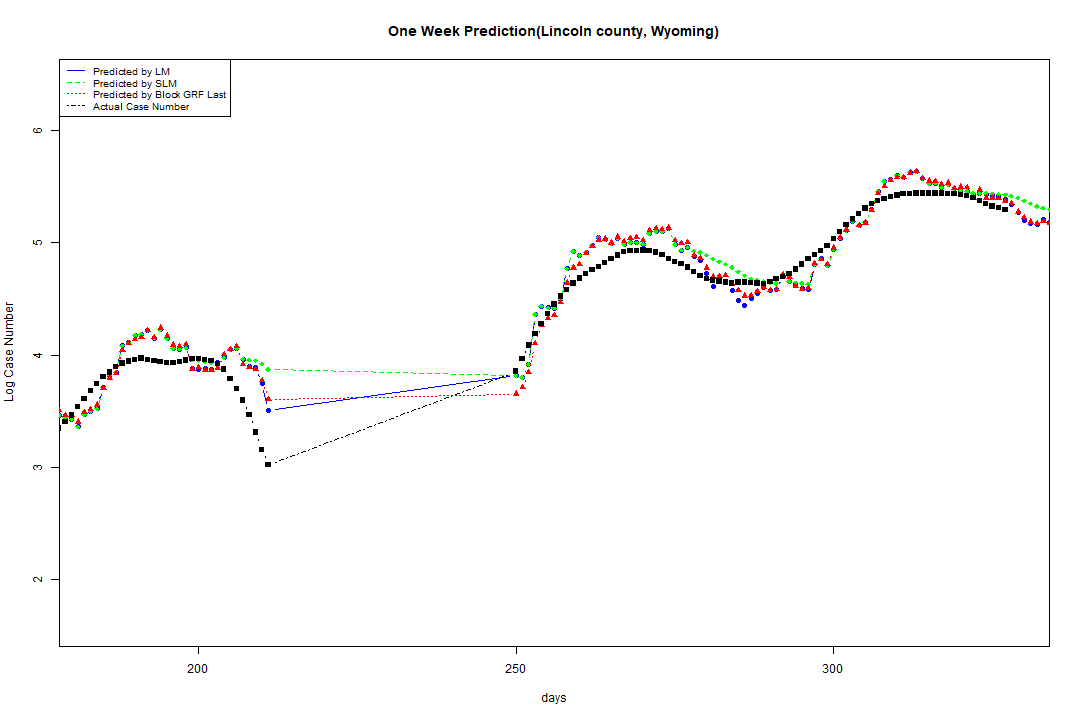 One Week Prediction(Lincoln county, Wyoming)
Predicted by LM
Predicted by SLM
Predicted by Block GRF Last
Actual Case Number
6
5
4
3
2
Log Case Number
200
250
300
days